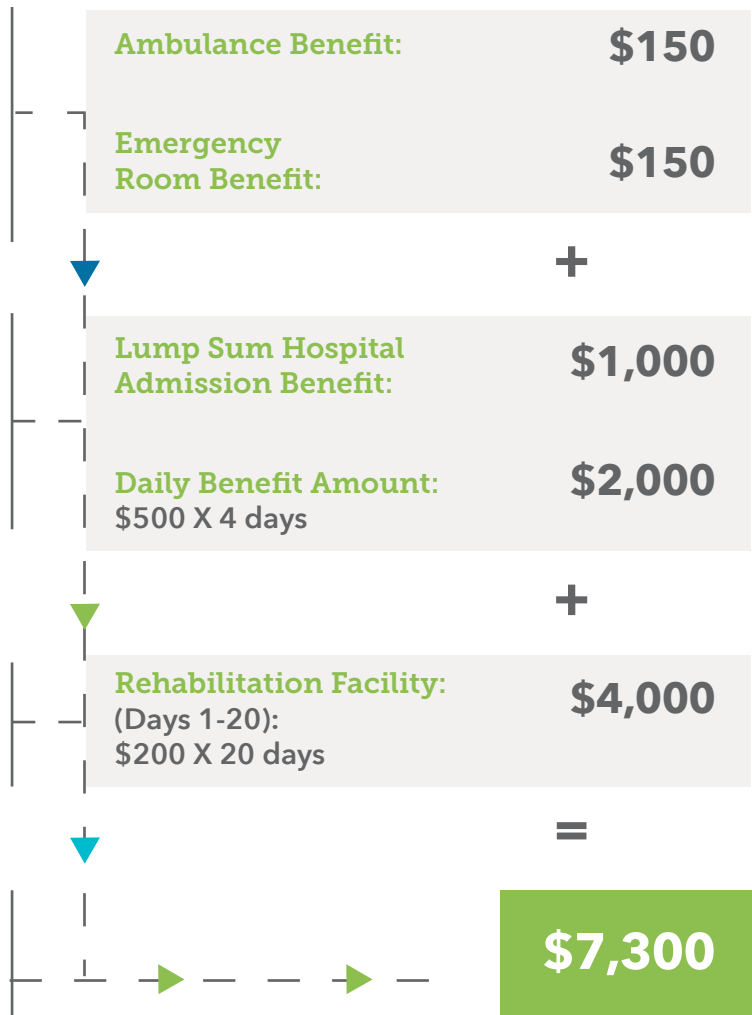 Ambulance Benefit: $150
Emergency
Room Benefit: $150
+
Lump Sum Hospital
Admission Benefit: $1,000
Daily Benefit Amount: $2,000
$500 X 4 days
+
Rehabilitation Facility: $4,000
(Days 1-20):
$200 X 20 days
=
$7,300